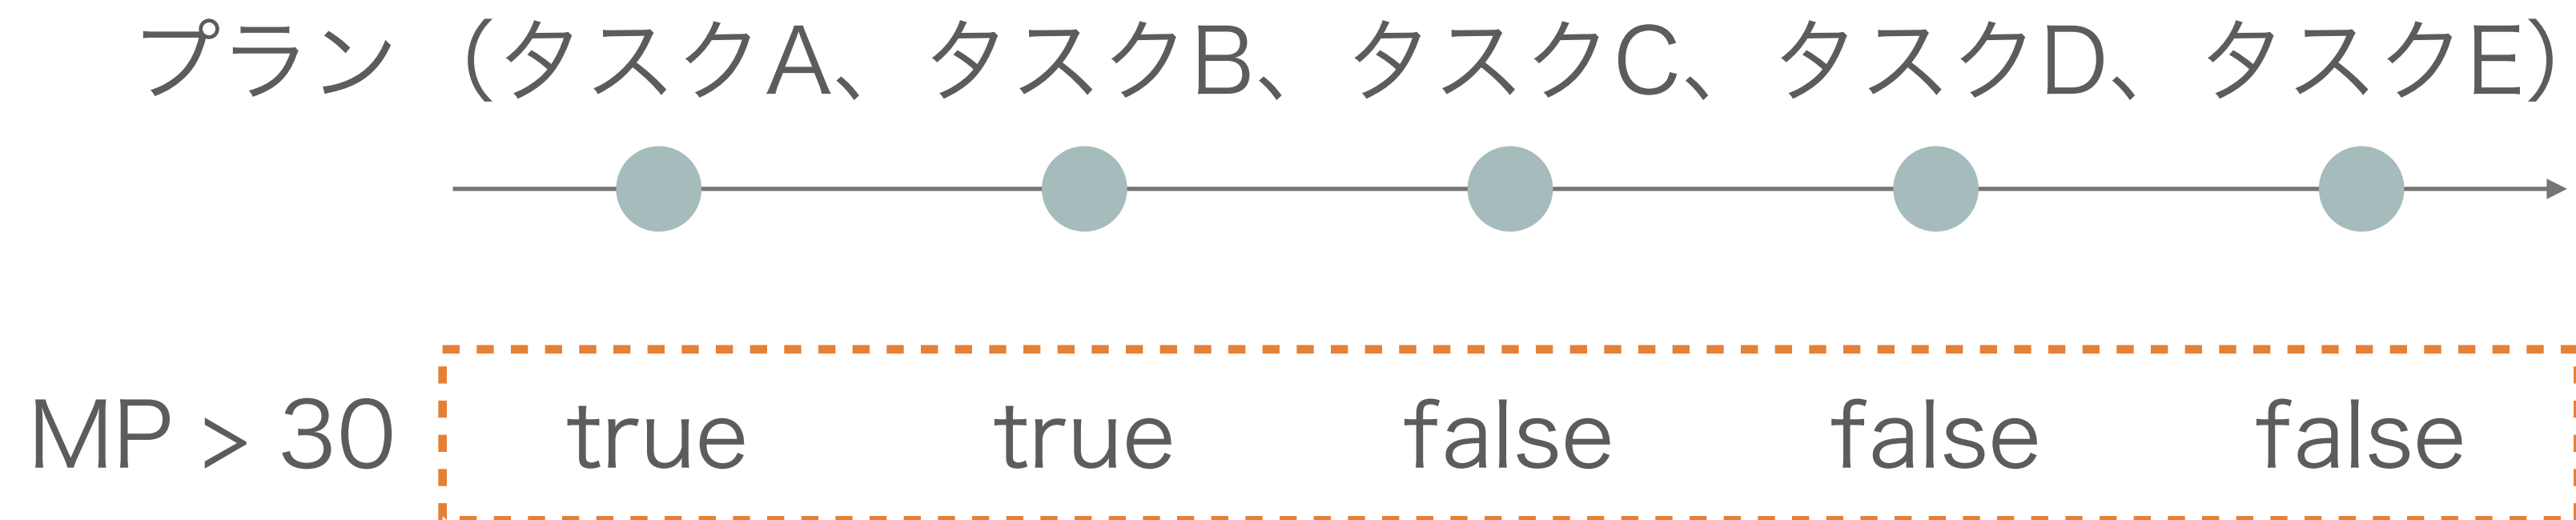 プラン（タスクA、タスクB、タスクC、タスクD、タスクE）
MP > 30 true true false false false